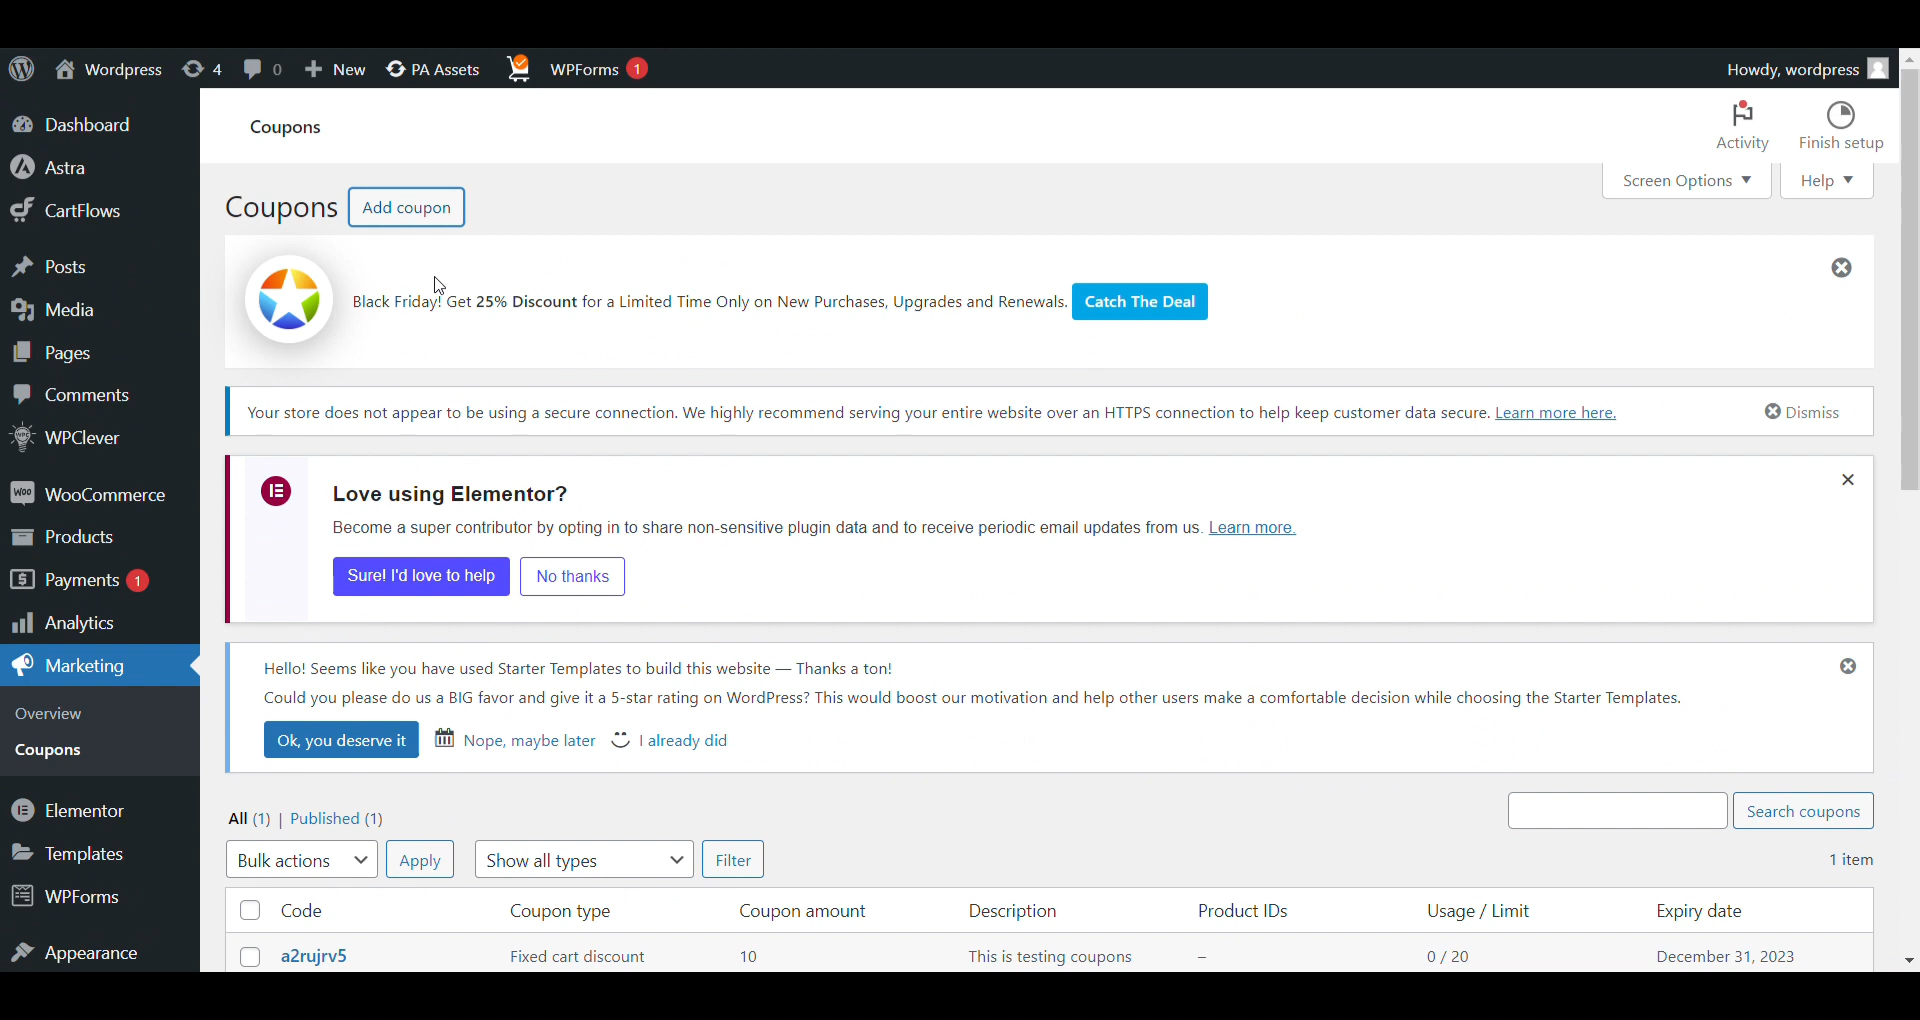 Wordpress 4 0 New PA Assets WPForms 1 Howdy, wordpress
Dashboard
Astra
CartFlows
Posts
Media
Pages
Comments
WPClever
WooCommerce
Products
Payments 1
Analytics
Marketing
Overview
Coupons
Elementor
Templates
WPForms
Appearance
Coupons
Activity
Finish setup
Screen Options
Help
Coupons Add coupon
Black Friday! Get 25% Discount for a Limited Time Only on New Purchases, Upgrades and Renewals. Catch The Deal
Your store does not appear to be using a secure connection. We highly recommend serving your entire website over an HTTPS connection to help keep customer data secure. Learn more here. Dismiss
Love using Elementor?
Become a super contributor by opting in to share non-sensitive plugin data and to receive periodic email updates from us. Learn more.
Sure! I'd love to help No thanks
Hello! Seems like you have used Starter Templates to build this website — Thanks a ton!
Could you please do us a BIG favor and give it a 5-star rating on WordPress? This would boost our motivation and help other users make a comfortable decision while choosing the Starter Templates.
Ok, you deserve it Nope, maybe later I already did
All (1) | Published (1)
Search coupons
Bulk actions Apply Show all types Filter 1 item
Code Coupon type Coupon amount Description Product IDs Usage / Limit Expiry date
a2rujrv5 Fixed cart discount 10 This is testing coupons – 0 / 20 December 31, 2023